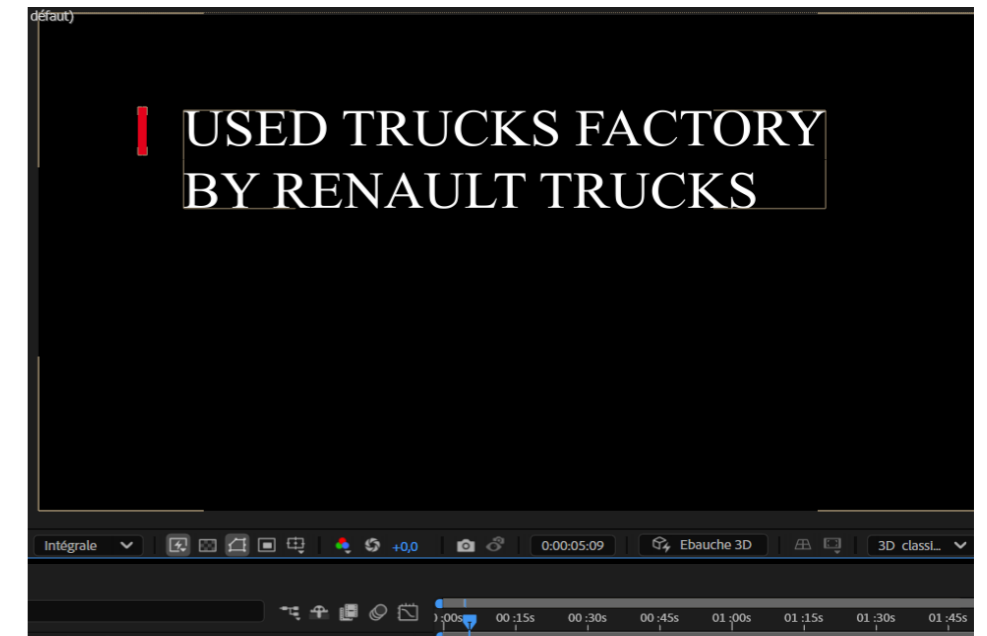 défaut)
USED TRUCKS FACTORY
BY RENAULT TRUCKS
Intégrale +0,0 0:00:05:09 Ebauche 3D 3D classi...
:00s 00 :15s 00 :30s 00 :45s 01 :00s 01 :15s 01 :30s 01 :45s